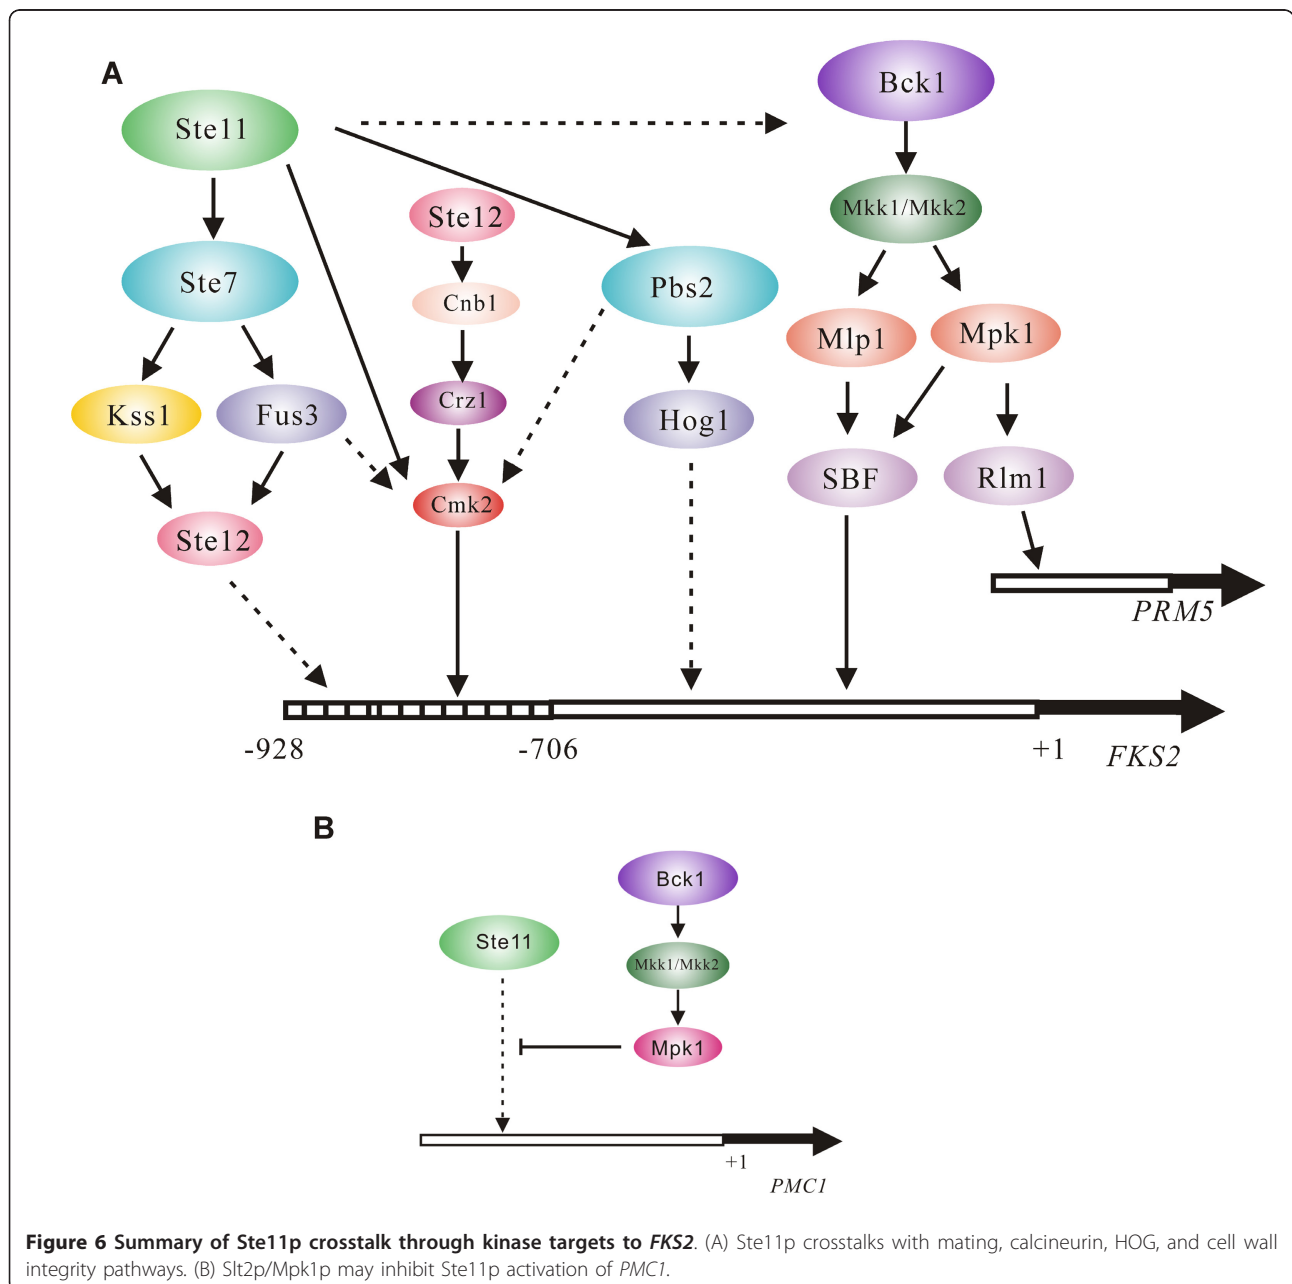 A
Ste11
Bck1
Ste12
Mkk1/Mkk2
Ste7
Cnb1
Pbs2
Mlp1
Mpk1
Kss1
Fus3
Crz1
Hog1
Cmk2
SBF
Rlm1
Ste12
PRM5
-928
-706
+1
FKS2
B
Bck1
Ste11
Mkk1/Mkk2
Mpk1
+1
PMC1
Figure 6 Summary of Ste11p crosstalk through kinase targets to FKS2. (A) Ste11p crosstalks with mating, calcineurin, HOG, and cell wall
integrity pathways. (B) Slt2p/Mpk1p may inhibit Ste11p activation of PMC1.